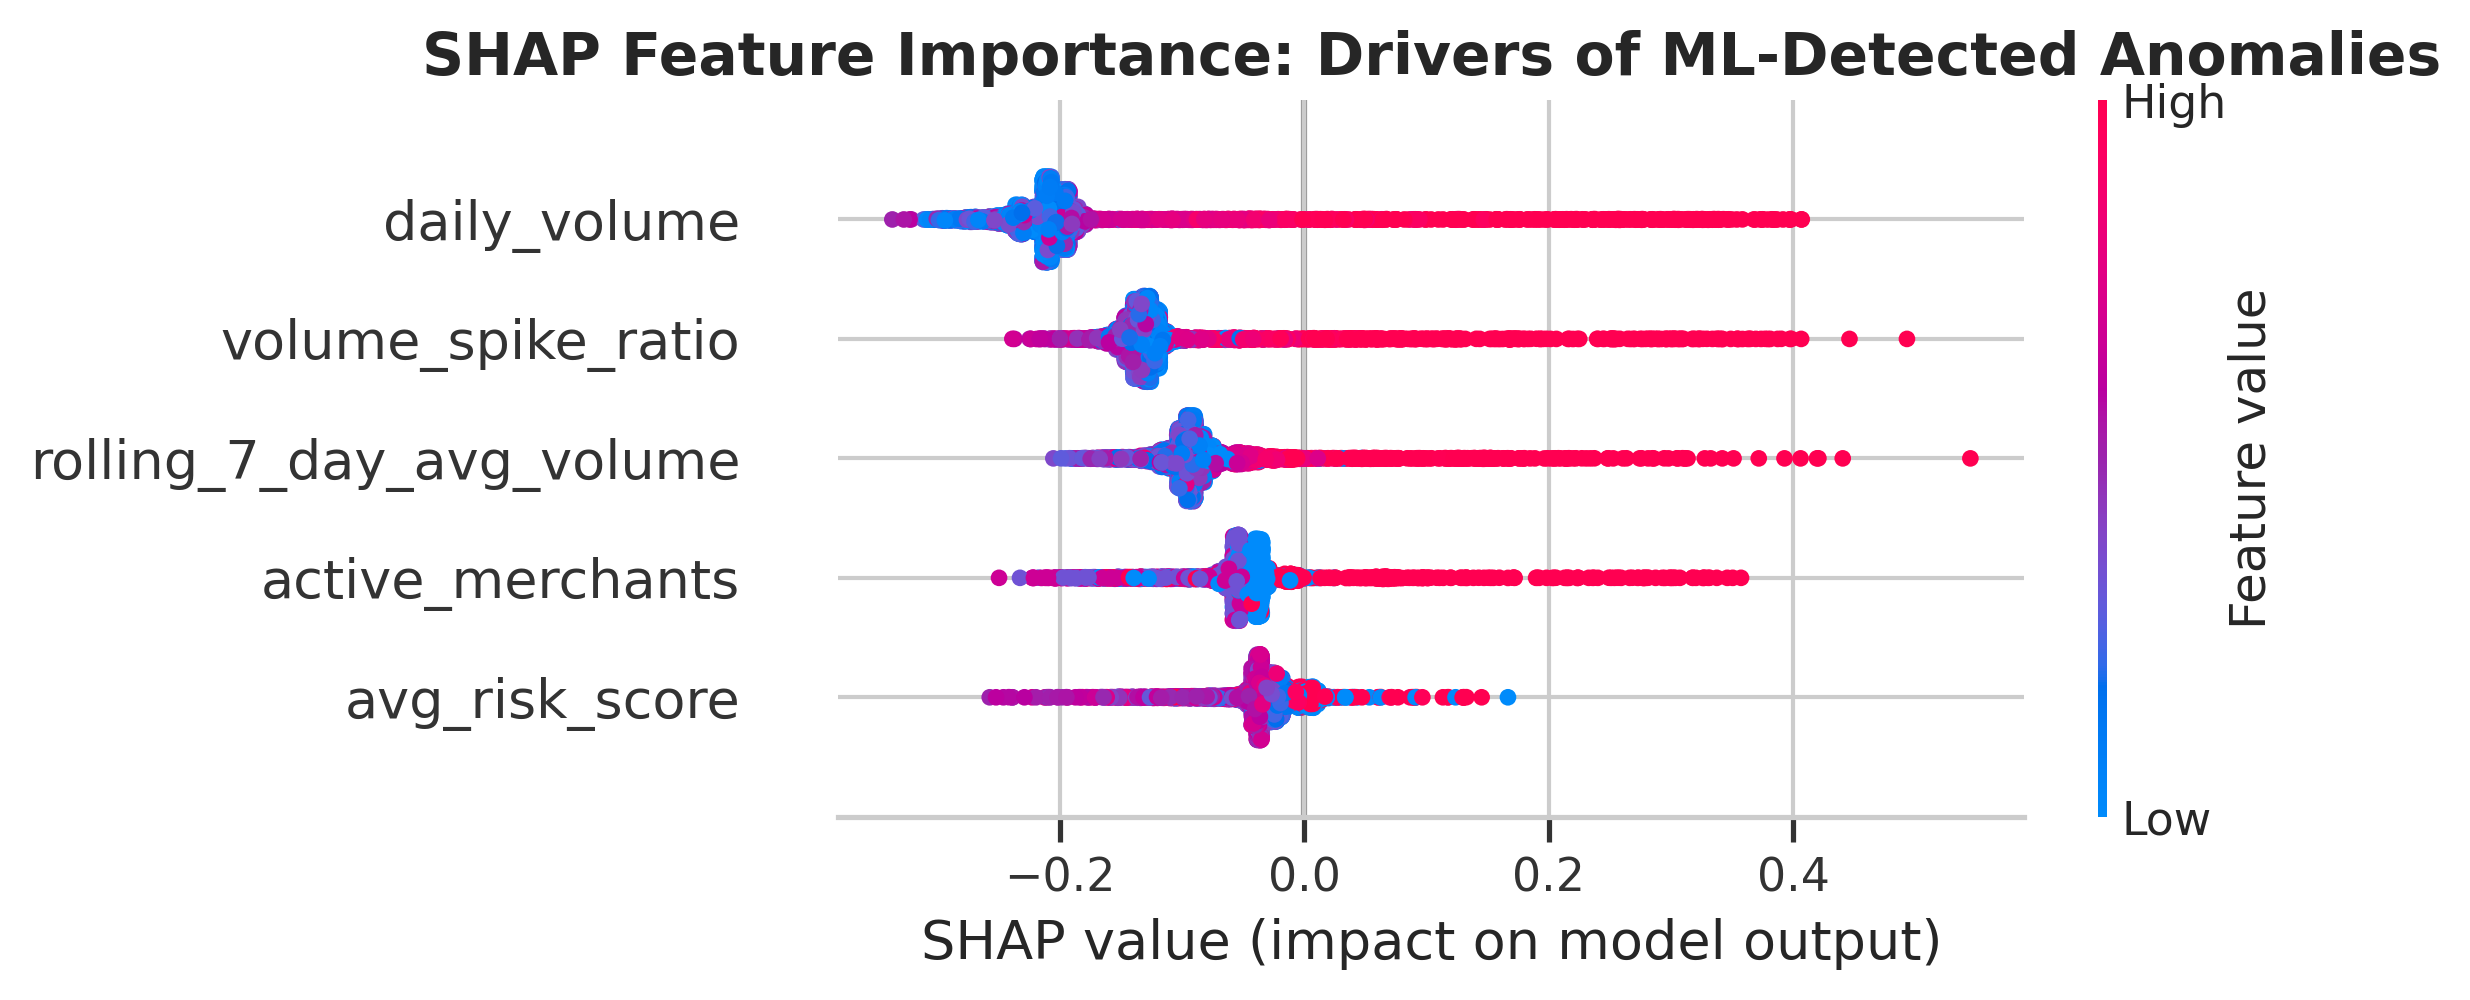 SHAP Feature Importance: Drivers of ML-Detected Anomalies
High
daily_volume
volume_spike_ratio
rolling_7_day_avg_volume
active_merchants
avg_risk_score
Feature value
Low
−0.2
0.0
0.2
0.4
SHAP value (impact on model output)